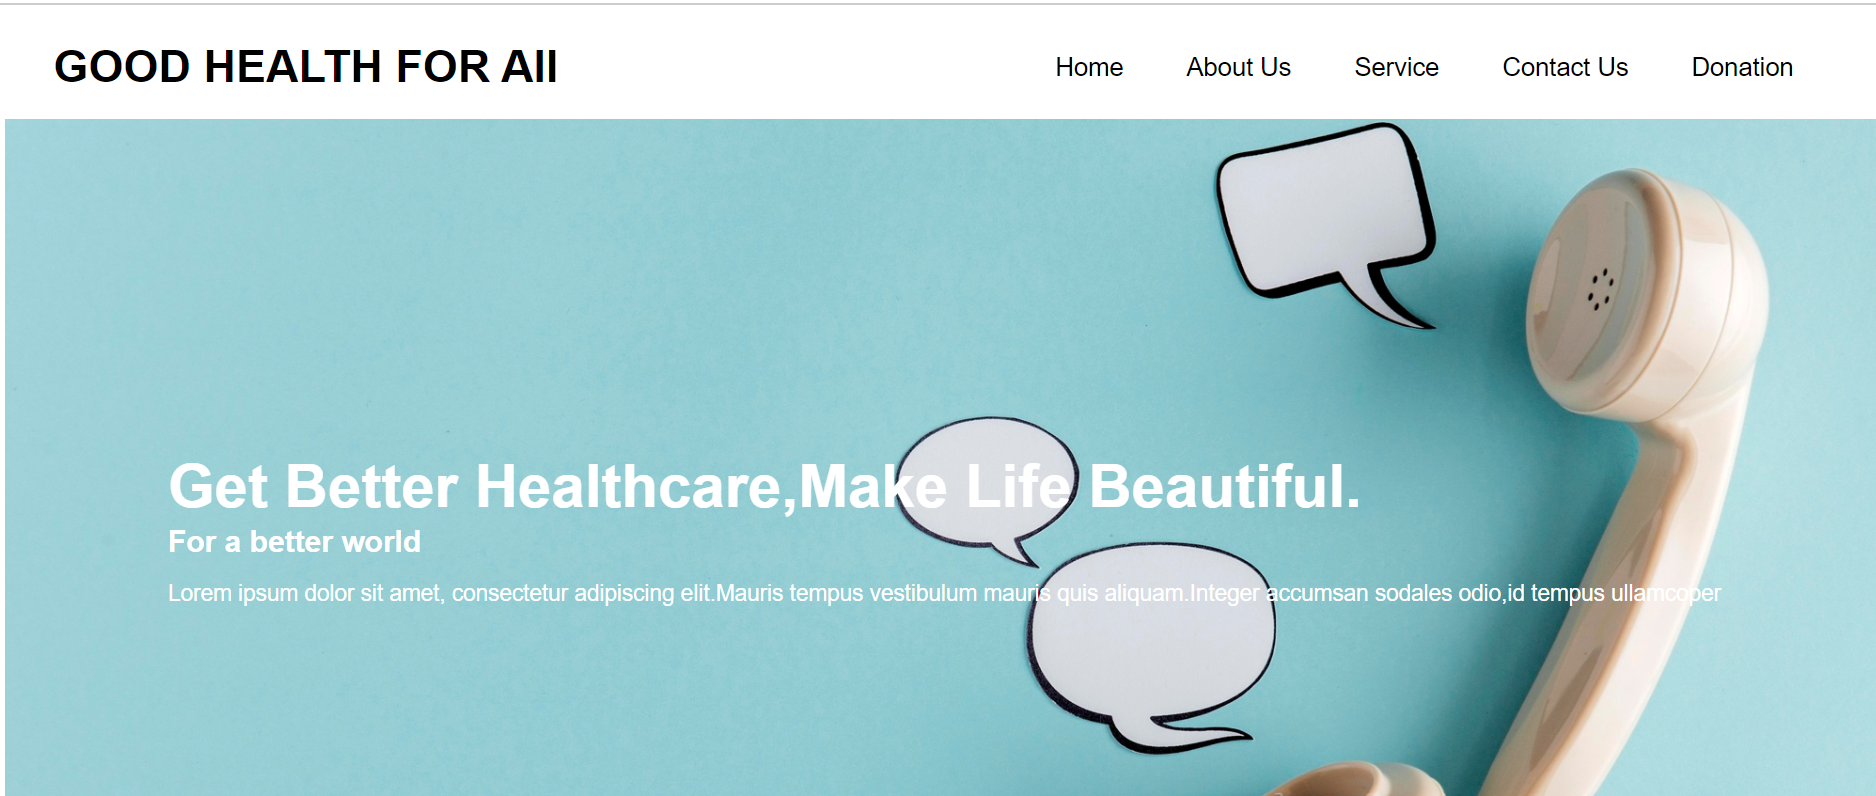 GOOD HEALTH FOR All
Home About Us Service Contact Us Donation
Get Better Healthcare,Make Life Beautiful.
For a better world
Lorem ipsum dolor sit amet, consectetur adipiscing elit.Mauris tempus vestibulum mauris quis aliquam.Integer accumsan sodales odio,id tempus ullamcoper